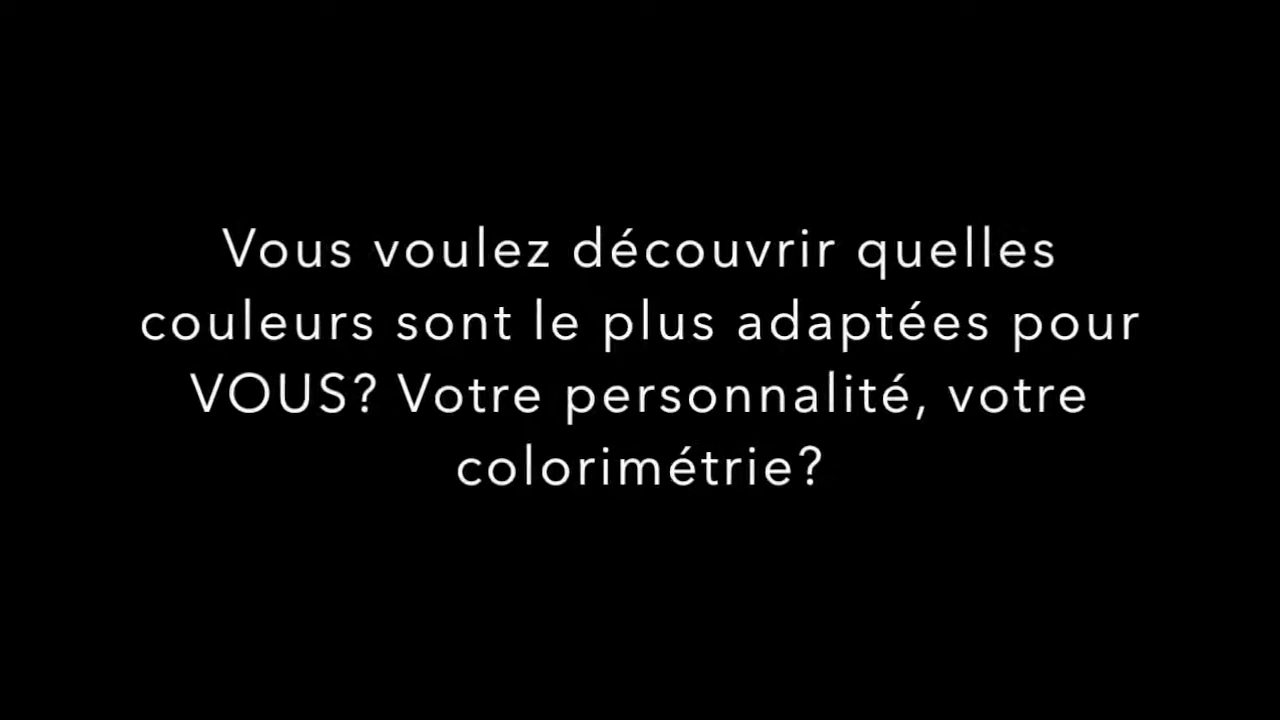 Vous voulez découvrir quelles
couleurs sont le plus adaptées pour
VOUS? Votre personnalité, votre
colorimétrie?